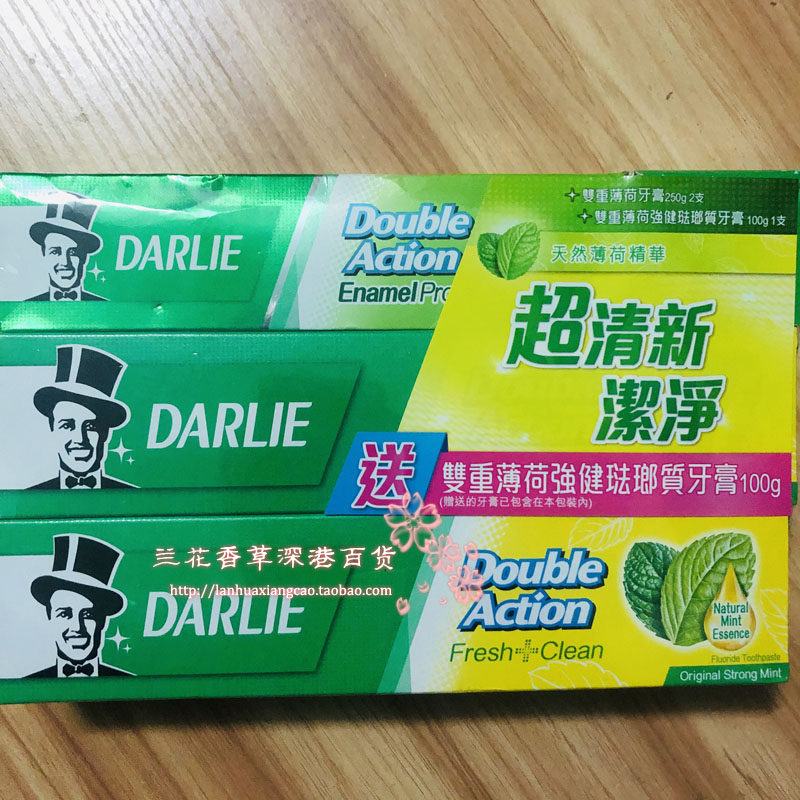 DARLIE
Double
Action
Enamel Pro
+ 雙重薄荷牙膏250g 2支
+ 雙重薄荷強健琺瑯質牙膏 100g 1支
天然薄荷精華
超清新
潔淨
DARLIE
送
雙重薄荷強健琺瑯質牙膏100g
(贈送的牙膏已包含在本包裝內)
兰花香草深港百货
http://lanhuaxiangcao.taobao.com
DARLIE
Double
Action
Fresh+Clean
Natural
Mint
Essence
Fluoride Toothpaste
Original Strong Mint